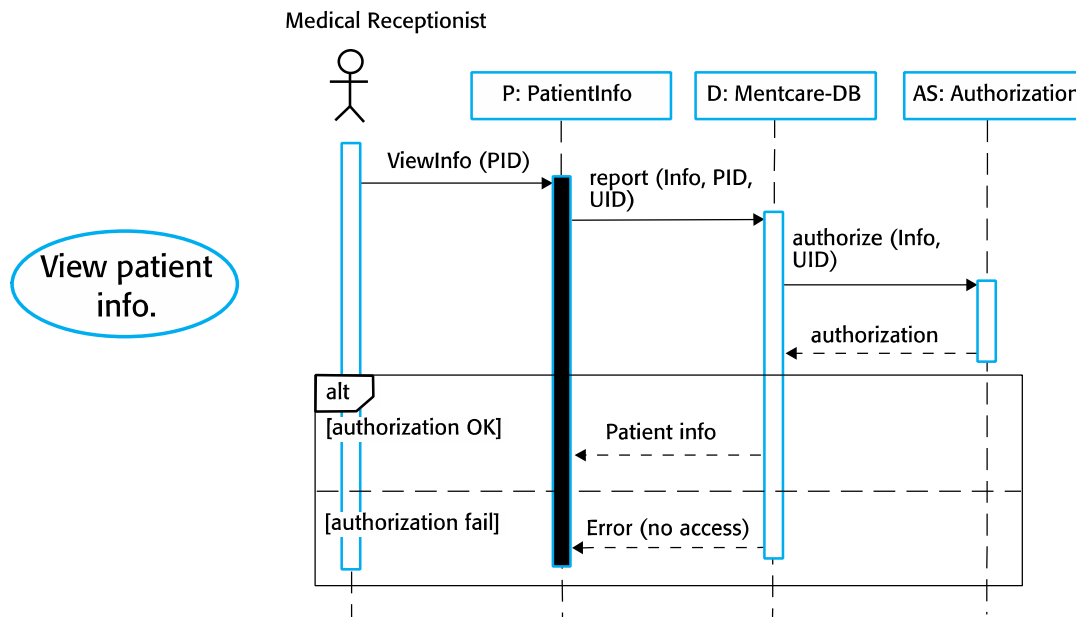 Medical Receptionist
P: PatientInfo
D: Mentcare-DB
AS: Authorization
ViewInfo (PID)
report (Info, PID,
UID)
authorize (Info,
UID)
View patient
info.
authorization
alt
[authorization OK]
Patient info
[authorization fail]
Error (no access)